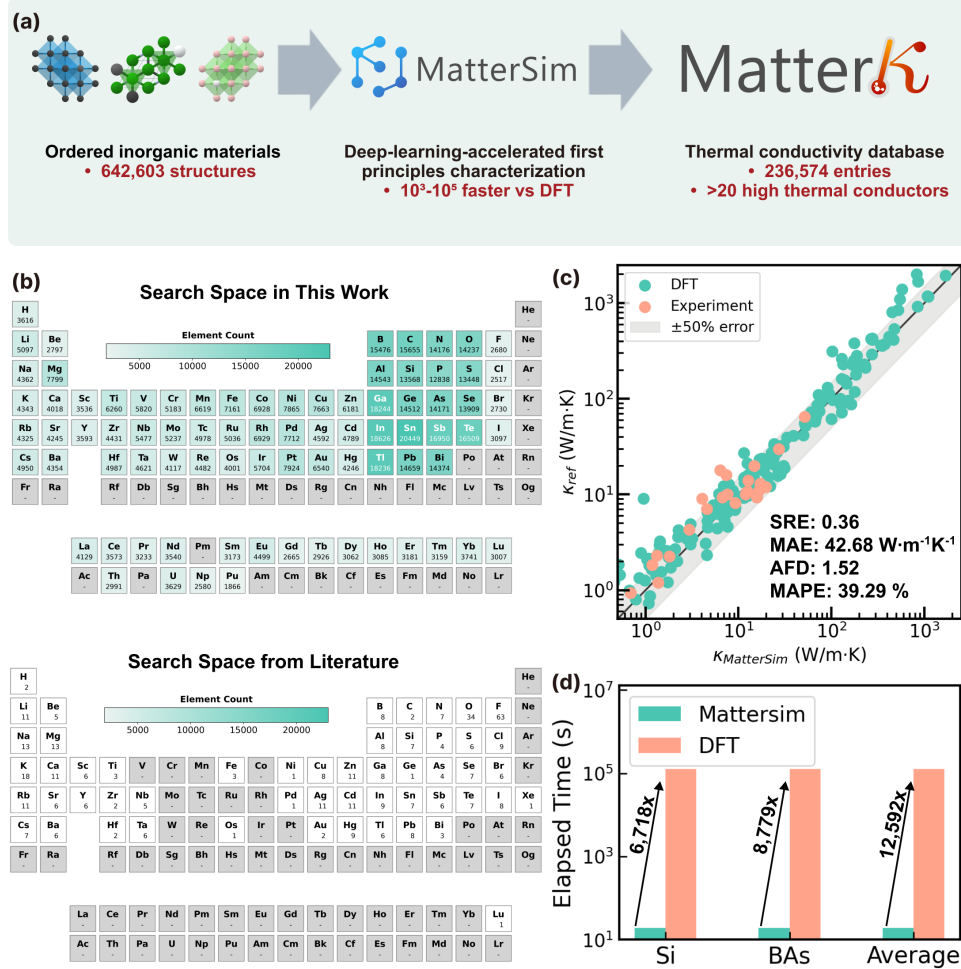 (a)
MatterSim
MatterK
Ordered inorganic materials
• 642,603 structures
Deep-learning-accelerated first
principles characterization
• 10³-10⁵ faster vs DFT
Thermal conductivity database
• 236,574 entries
• >20 high thermal conductors
(b)
Search Space in This Work
Element Count
5000 10000 15000 20000
H He
3616 -
Li Be B C N O F Ne
5097 2797 15476 15655 14176 14237 2680 -
Na Mg Al Si P S Cl Ar
4362 7799 14543 13568 12838 13448 2517 -
K Ca Sc Ti V Cr Mn Fe Co Ni Cu Zn Ga Ge As Se Br Kr
4343 4018 3536 6260 5820 5183 6619 7161 6928 7865 7663 6181 18244 14512 14171 13909 2730 -
Rb Sr Y Zr Nb Mo Tc Ru Rh Pd Ag Cd In Sn Sb Te I Xe
4325 4245 3593 4431 5477 5237 4978 5036 6929 7712 4592 4789 18626 20449 16950 16509 3097 -
Cs Ba Hf Ta W Re Os Ir Pt Au Hg Tl Pb Bi Po At Rn
4950 4354 4987 4621 4117 4482 4001 5704 7924 6540 4246 18236 14659 14374 - - -
Fr Ra Rf Db Sg Bh Hs Mt Ds Rg Cn Nh Fl Mc Lv Ts Og
- - - - - - - - - - - - - - - - -
La Ce Pr Nd Pm Sm Eu Gd Tb Dy Ho Er Tm Yb Lu
4129 3573 3233 3540 - 3173 4499 2665 2926 3062 3085 3181 3159 3741 3007
Ac Th Pa U Np Pu Am Cm Bk Cf Es Fm Md No Lr
- 2991 - 3629 2580 1866 - - - - - - - - -
Search Space from Literature
Element Count
5000 10000 15000 20000
H He
2 -
Li Be B C N O F Ne
11 5 8 2 7 34 63 -
Na Mg Al Si P S Cl Ar
13 13 8 7 4 6 9 -
K Ca Sc Ti V Cr Mn Fe Co Ni Cu Zn Ga Ge As Se Br Kr
18 11 6 3 - - - 3 - 1 8 11 8 1 4 7 6 -
Rb Sr Y Zr Nb Mo Tc Ru Rh Pd Ag Cd In Sn Sb Te I Xe
11 6 6 2 5 - - - - 1 11 11 9 7 6 7 8 1
Cs Ba Hf Ta W Re Os Ir Pt Au Hg Tl Pb Bi Po At Rn
7 6 2 6 - - 1 - - 2 9 6 8 3 - - -
Fr Ra Rf Db Sg Bh Hs Mt Ds Rg Cn Nh Fl Mc Lv Ts Og
- - - - - - - - - - - - - - - - -
La Ce Pr Nd Pm Sm Eu Gd Tb Dy Ho Er Tm Yb Lu
- - - - - - - - - - - - - - 1
Ac Th Pa U Np Pu Am Cm Bk Cf Es Fm Md No Lr
- - - - - - - - - - - - - - -
(c)
DFT
Experiment
±50% error
κref (W/m·K)
10³
10²
10¹
10⁰
SRE: 0.36
MAE: 42.68 W·m⁻¹K⁻¹
AFD: 1.52
MAPE: 39.29 %
10⁰ 10¹ 10² 10³
κMatterSim (W/m·K)
(d)
Mattersim
DFT
Elapsed Time (s)
10⁷
10⁵
10³
10¹
6,718x
8,779x
12,592x
Si BAs Average